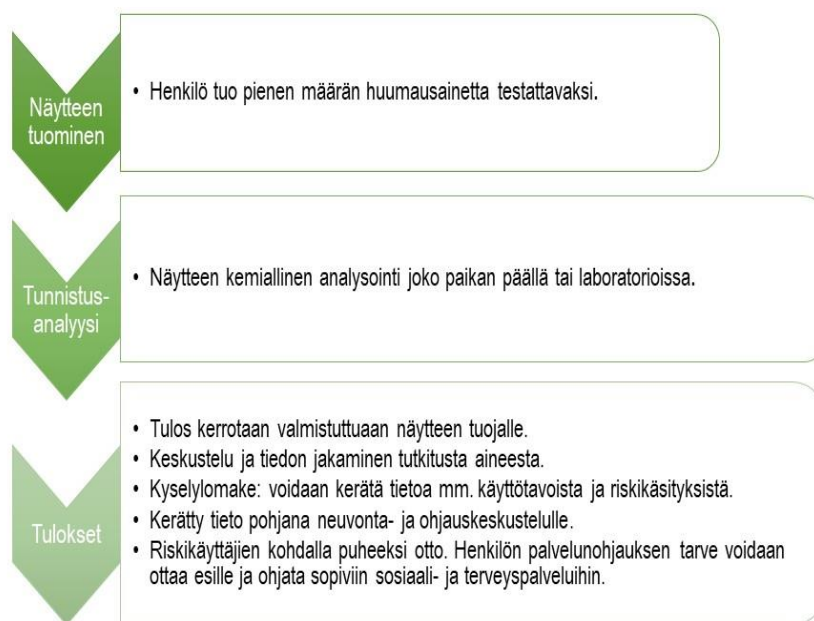 Näytteen
tuominen
• Henkilö tuo pienen määrän huumausainetta testattavaksi.
Tunnistus-
analyysi
• Näytteen kemiallinen analysointi joko paikan päällä tai laboratorioissa.
Tulokset
• Tulos kerrotaan valmistuttuaan näytteen tuojalle.
• Keskustelu ja tiedon jakaminen tutkitusta aineesta.
• Kyselylomake: voidaan kerätä tietoa mm. käyttötavoista ja riskikäsityksistä.
• Kerätty tieto pohjana neuvonta- ja ohjauskeskustelulle.
• Riskikäyttäjien kohdalla puheeksi otto. Henkilön palvelunohjauksen tarve voidaan
ottaa esille ja ohjata sopiviin sosiaali- ja terveyspalveluihin.